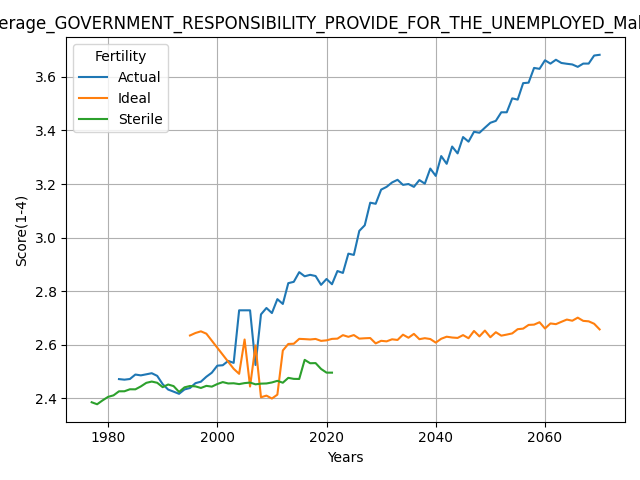 erage_GOVERNMENT_RESPONSIBILITY_PROVIDE_FOR_THE_UNEMPLOYED_Mal
Fertility
Actual
Ideal
Sterile
Score(1-4)
3.6
3.4
3.2
3.0
2.8
2.6
2.4
1980 2000 2020 2040 2060
Years